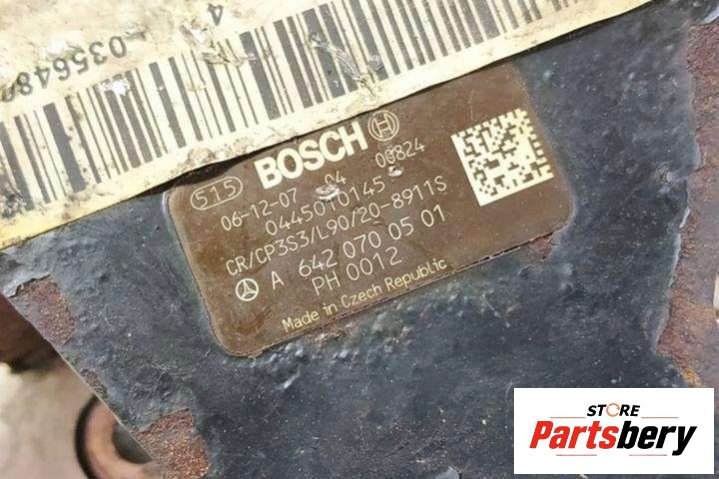 4
BOSCH
515
06-12-07 04 00824
0445010145
CR/CP3S3/L90/20-8911S
A 642 070 05 01
PH 0012
Made in Czech Republic
STORE
Partsbery